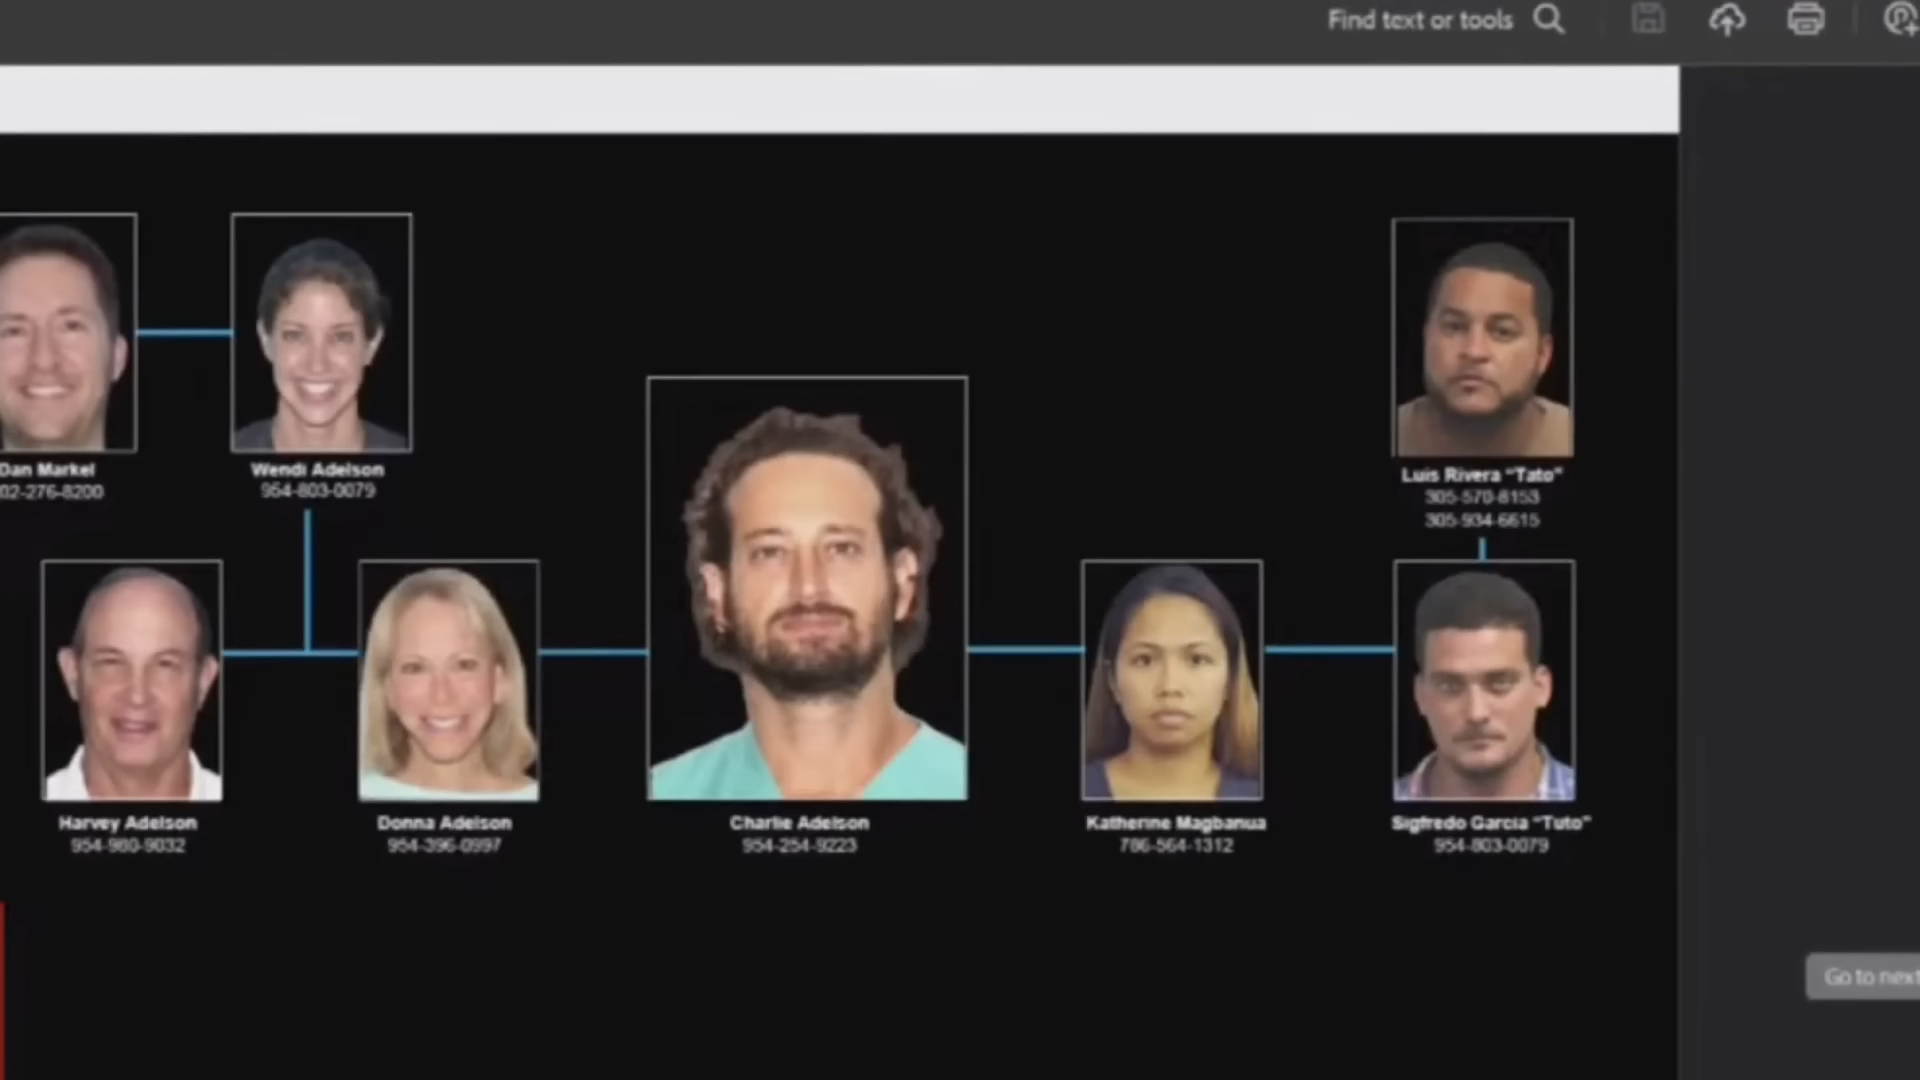 Find text or tools
Dan Markel
02-276-8200
Wendi Adelson
954-803-0079
Luis Rivera "Tato"
305-570-8153
305-934-6615
Harvey Adelson
954-980-9032
Donna Adelson
954-396-0997
Charlie Adelson
954-254-9223
Katherine Magbanua
786-564-1312
Sigfredo Garcia "Tuto"
954-803-0079
Go to next